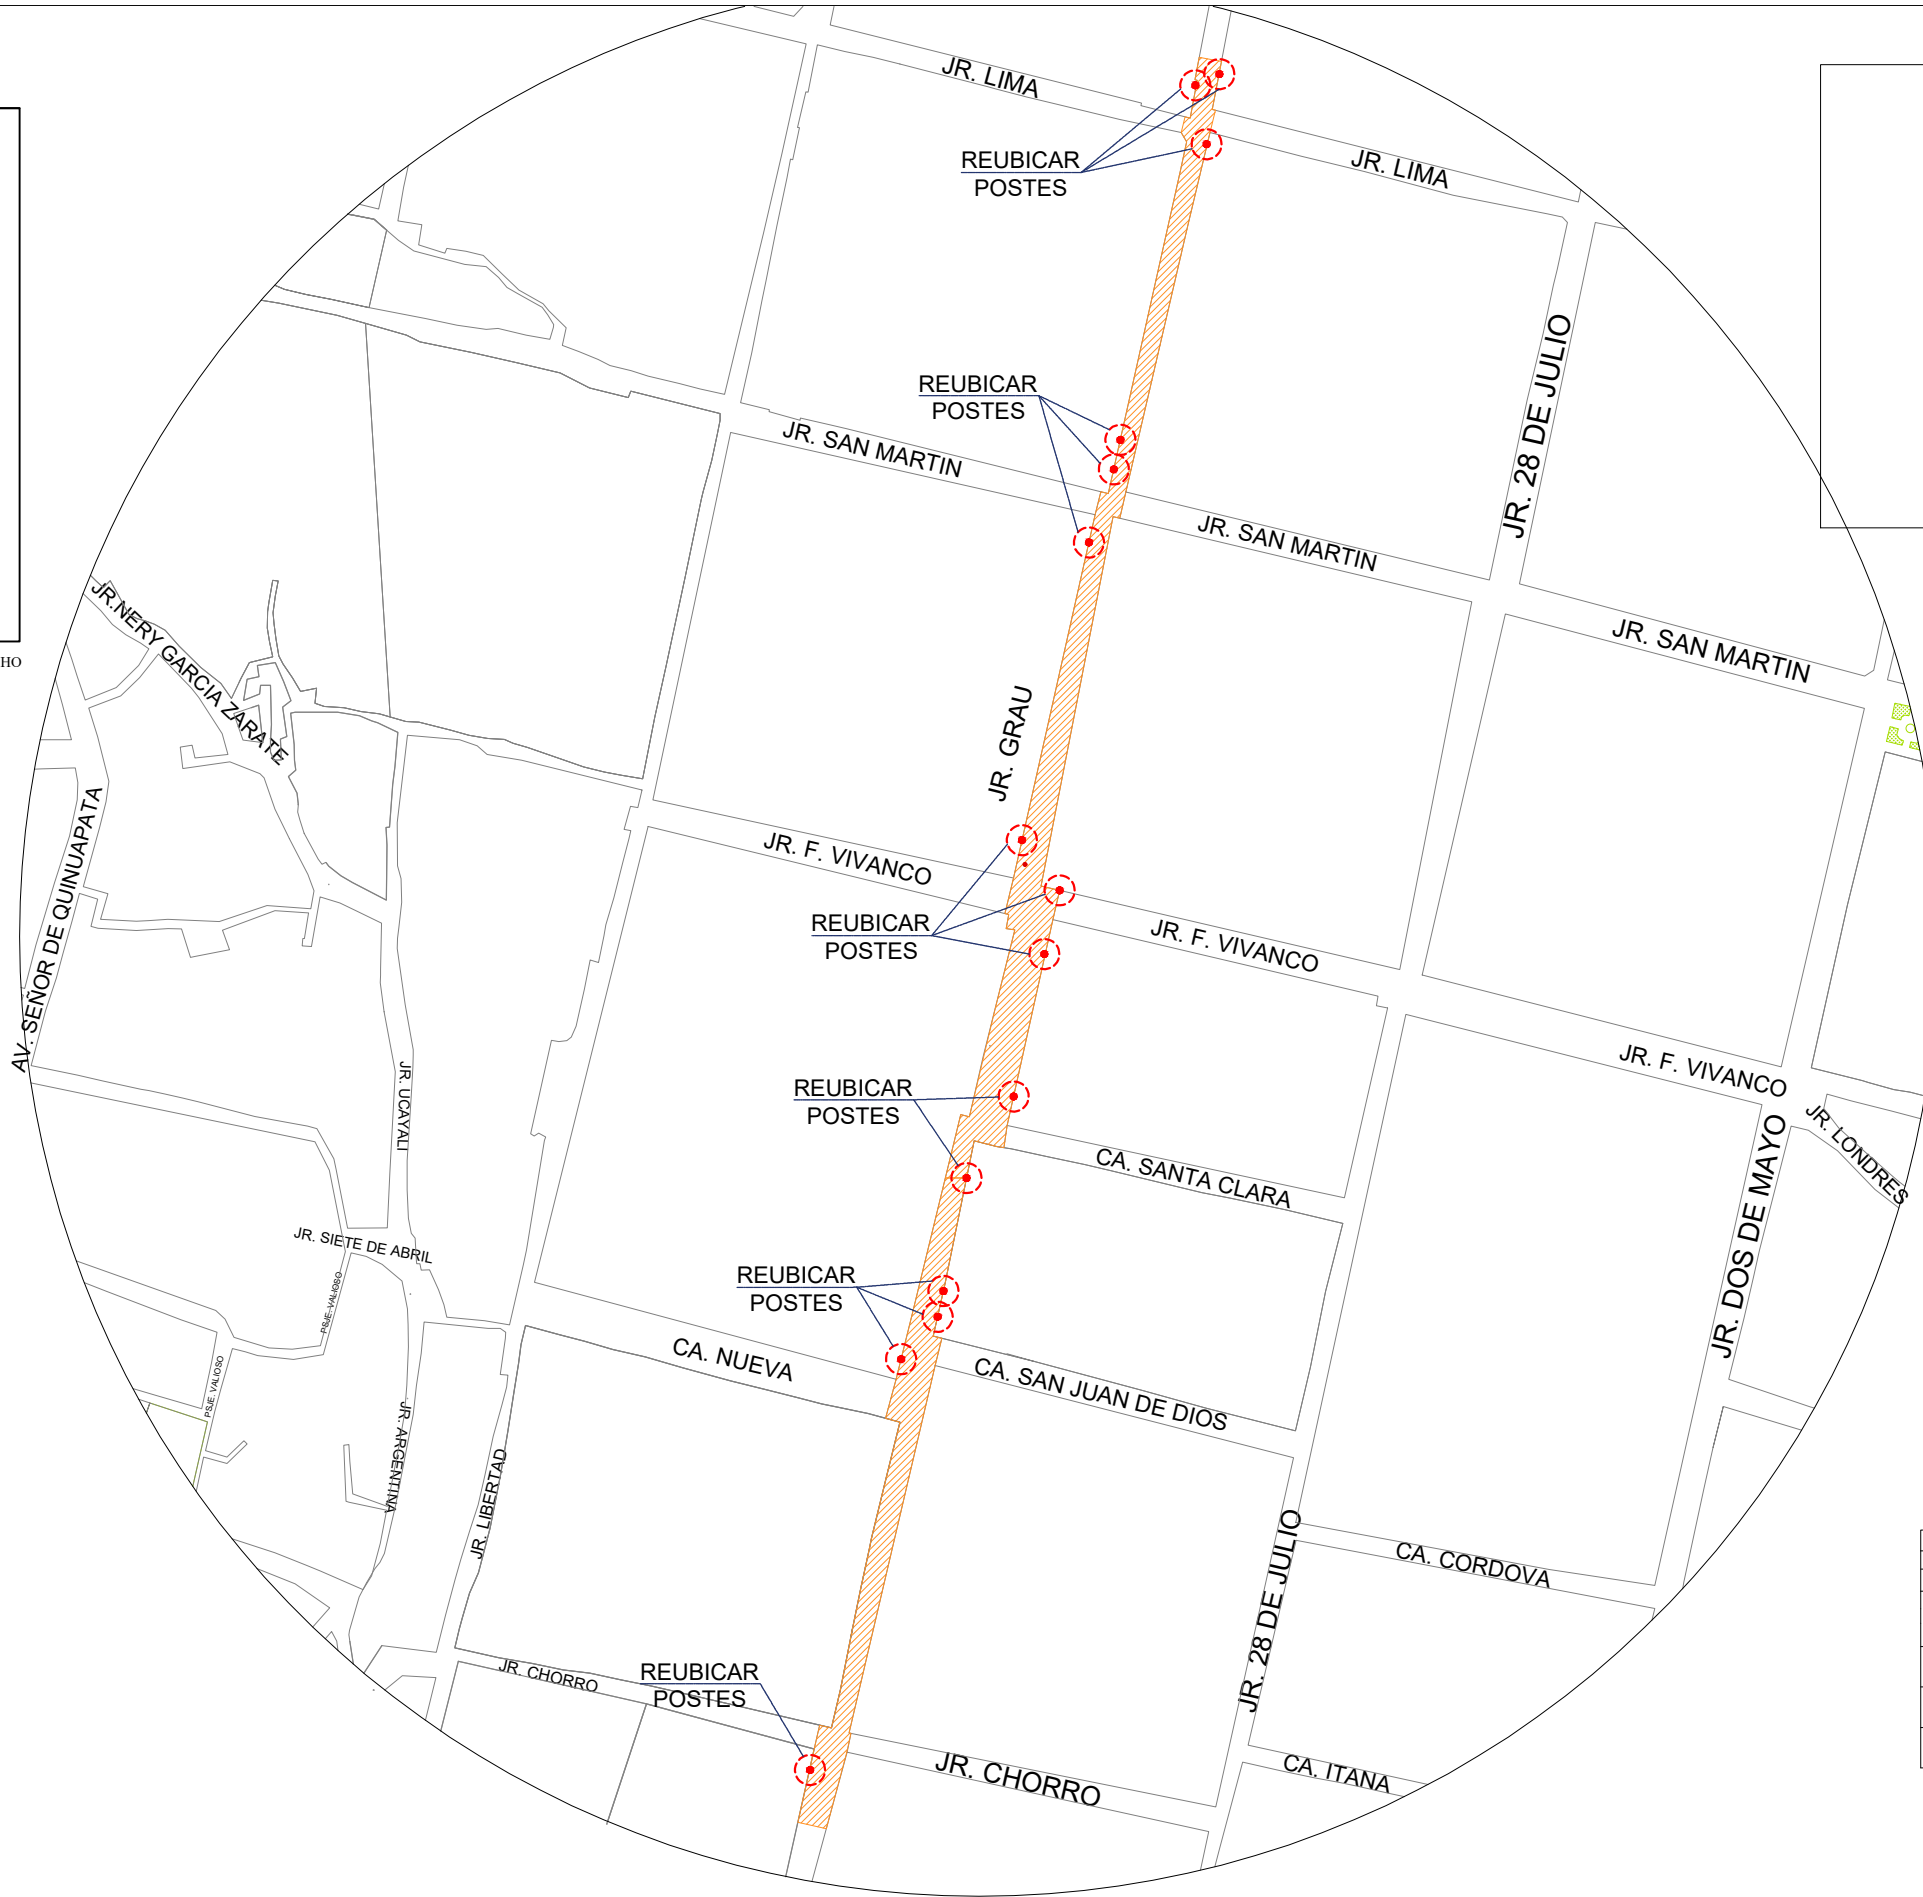 JR. LIMA
REUBICAR
POSTES
JR. LIMA
JR. 28 DE JULIO
REUBICAR
POSTES
JR. SAN MARTIN
JR. SAN MARTIN
JR. SAN MARTIN
JR.NERY GARCIA ZARATE
HO
JR. GRAU
AV. SEÑOR DE QUINUAPATA
JR. F. VIVANCO
REUBICAR
POSTES
JR. F. VIVANCO
JR. F. VIVANCO
JR. UCAYALI
REUBICAR
POSTES
CA. SANTA CLARA
JR. LONDRES
JR. DOS DE MAYO
JR. SIETE DE ABRIL
PSJE. VALIOSO
REUBICAR
POSTES
CA. NUEVA
CA. SAN JUAN DE DIOS
PSJE. VALIOSO
JR. ARGENTINA
JR. LIBERTAD
JR. 28 DE JULIO
CA. CORDOVA
REUBICAR
POSTES
JR. CHORRO
JR. CHORRO
CA. ITANA